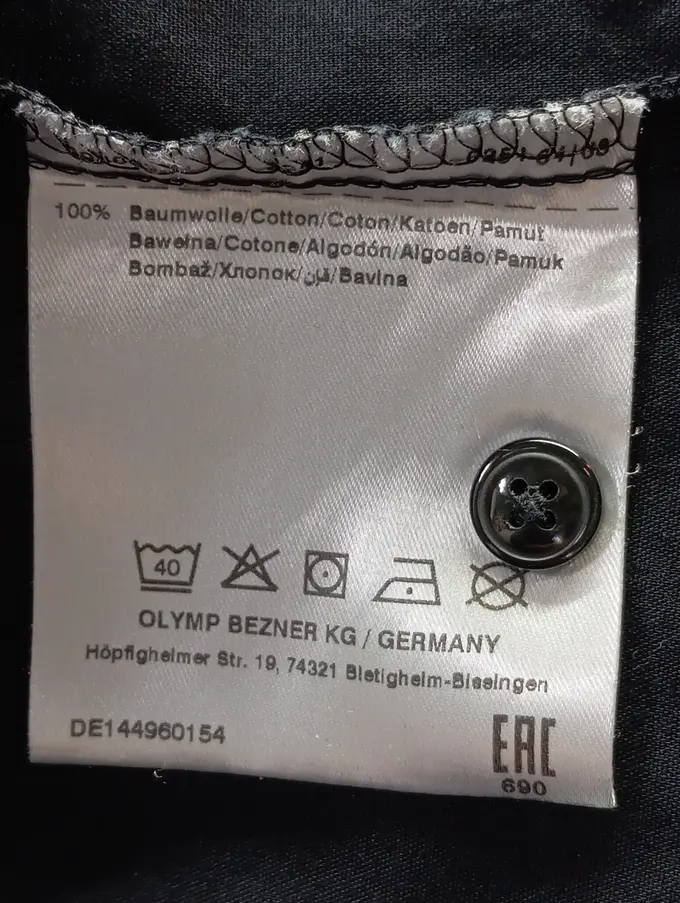 100% Baumwolle/Cotton/Coton/Katoen/Pamut
Bawełna/Cotone/Algodón/Algodão/Pamuk
Bombaž/Хлопок/قطن/Bavlna
40
OLYMP BEZNER KG / GERMANY
Höpfigheimer Str. 19, 74321 Bietigheim-Bissingen
DE144960154
EAC
690